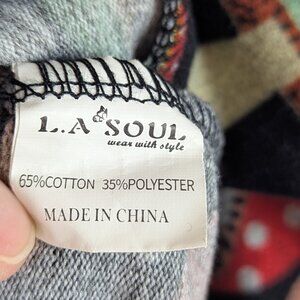 L.A SOUL
wear with style
65%COTTON 35%POLYESTER
MADE IN CHINA